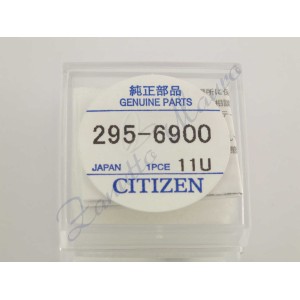 純正部品
GENUINE PARTS
295-6900
JAPAN 1PCE 11U
CITIZEN